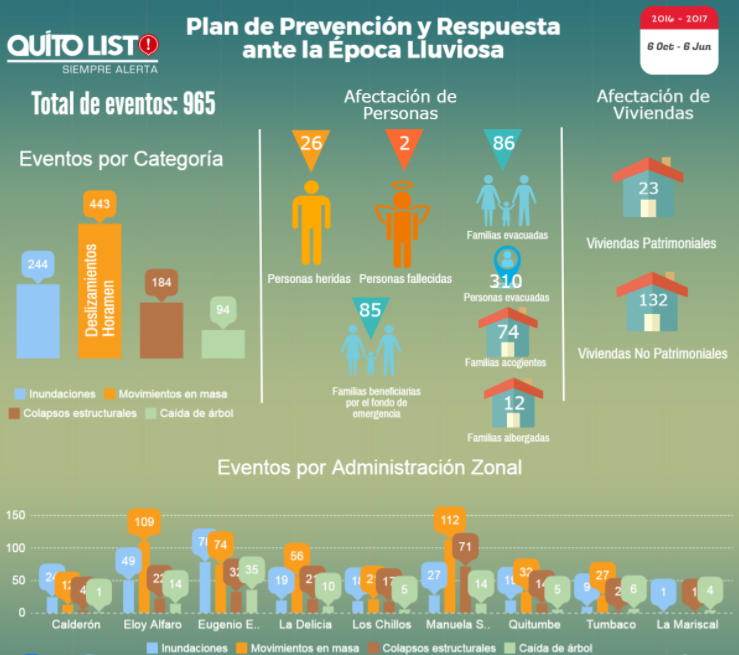 QUITO LISTO!
SIEMPRE ALERTA
Plan de Prevención y Respuesta
ante la Época Lluviosa
2016 - 2017
6 Oct - 6 Jun
Total de eventos: 965
Eventos por Categoría
443
244
184
94
Deslizamientos
Horamen
Inundaciones
Movimientos en masa
Colapsos estructurales
Caída de árbol
Afectación de
Personas
26
2
86
Personas heridas
Personas fallecidas
Familias evacuadas
310
Personas evacuadas
85
Familias beneficiarias
por el fondo de
emergencia
74
Familias acogientes
12
Familias albergadas
Afectación de
Viviendas
23
Viviendas Patrimoniales
132
Viviendas No Patrimoniales
Eventos por Administración Zonal
150
100
50
0
1
49
109
14
74
35
19
56
10
5
27
112
71
14
5
27
6
1
4
Calderón
Eloy Alfaro
Eugenio E..
La Delicia
Los Chillos
Manuela S..
Quitumbe
Tumbaco
La Mariscal
Inundaciones
Movimientos en masa
Colapsos estructurales
Caída de árbol